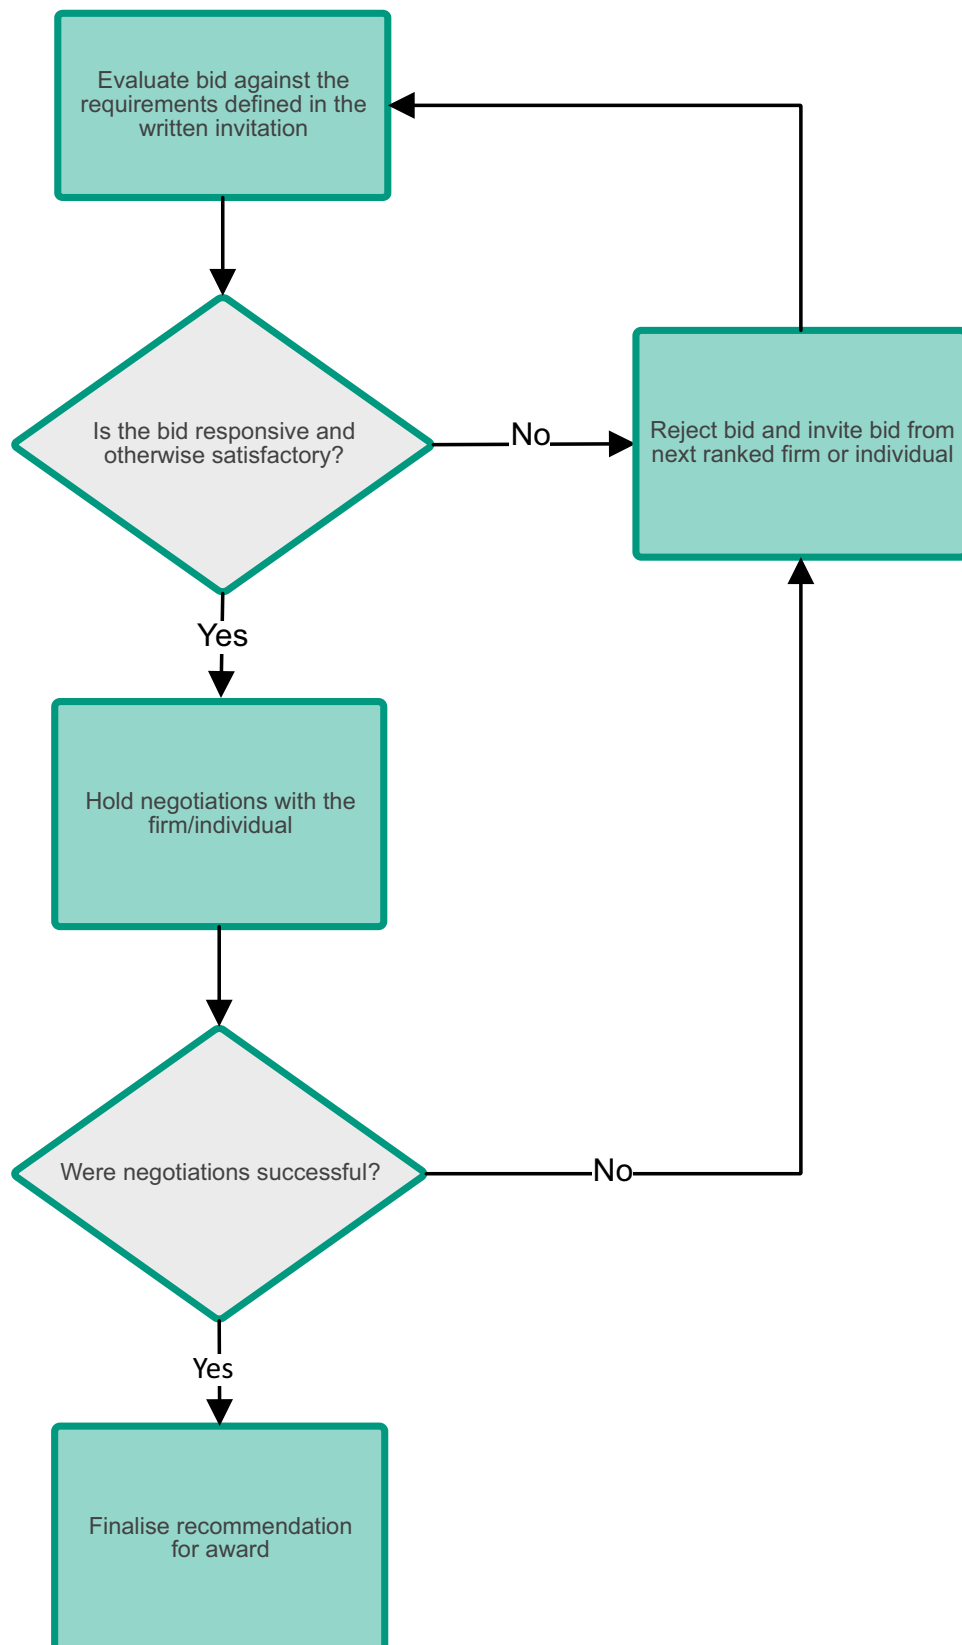 Evaluate bid against the
requirements defined in the
written invitation
Is the bid responsive and
otherwise satisfactory?
No
Reject bid and invite bid from
next ranked firm or individual
Yes
Hold negotiations with the
firm/individual
Were negotiations successful?
No
Yes
Finalise recommendation
for award